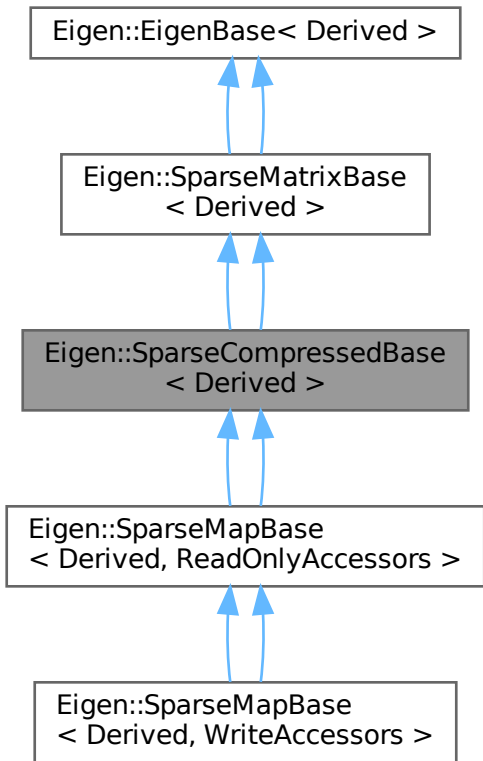 Eigen::EigenBase< Derived >
Eigen::SparseMatrixBase
< Derived >
Eigen::SparseCompressedBase
< Derived >
Eigen::SparseMapBase
< Derived, ReadOnlyAccessors >
Eigen::SparseMapBase
< Derived, WriteAccessors >